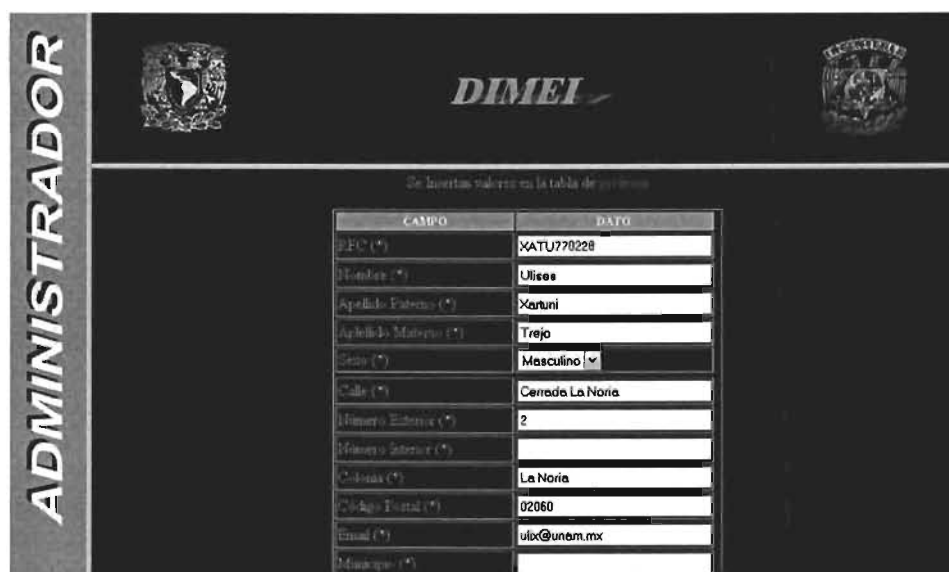 ADMINISTRADOR
DIMEI
Se Insertan valores en la tabla de
CAMPO DATO
RFC (*) XATU770228
Nombre (*) Ulises
Apellido Paterno (*) Xartuni
Apellido Materno (*) Trejo
Sexo (*) Masculino
Calle (*) Cerrada La Noria
Número Exterior (*) 2
Número Interior (*)
Colonia (*) La Noria
Código Postal (*) 02060
Email (*) ulix@unam.mx
Municipio (*)